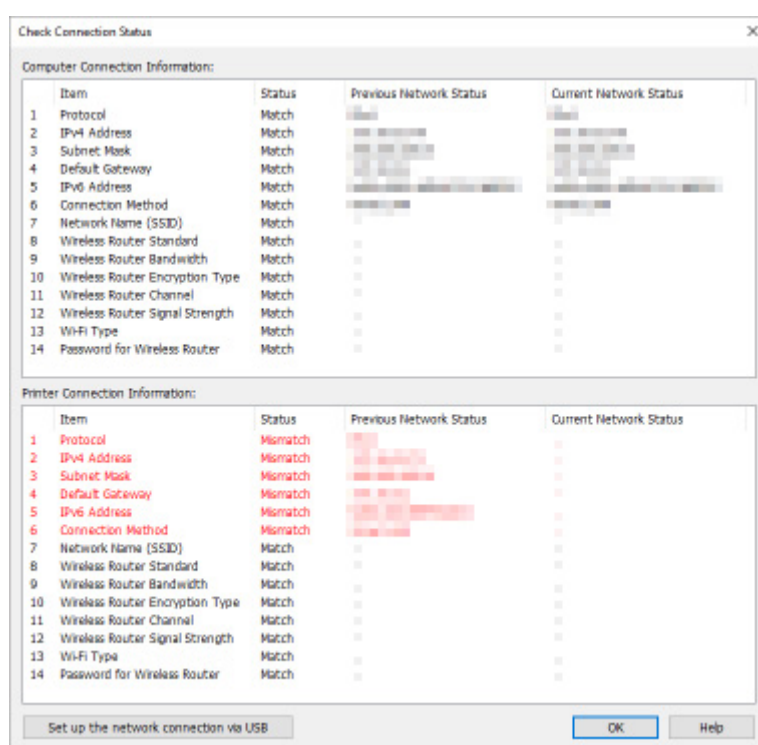 Check Connection Status
Computer Connection Information:
Item Status Previous Network Status Current Network Status
1 Protocol Match
2 IPv4 Address Match
3 Subnet Mask Match
4 Default Gateway Match
5 IPv6 Address Match
6 Connection Method Match
7 Network Name (SSID) Match
8 Wireless Router Standard Match
9 Wireless Router Bandwidth Match
10 Wireless Router Encryption Type Match
11 Wireless Router Channel Match
12 Wireless Router Signal Strength Match
13 Wi-Fi Type Match
14 Password for Wireless Router Match
Printer Connection Information:
Item Status Previous Network Status Current Network Status
1 Protocol Mismatch
2 IPv4 Address Mismatch
3 Subnet Mask Mismatch
4 Default Gateway Mismatch
5 IPv6 Address Mismatch
6 Connection Method Mismatch
7 Network Name (SSID) Match
8 Wireless Router Standard Match
9 Wireless Router Bandwidth Match
10 Wireless Router Encryption Type Match
11 Wireless Router Channel Match
12 Wireless Router Signal Strength Match
13 Wi-Fi Type Match
14 Password for Wireless Router Match
Set up the network connection via USB OK Help